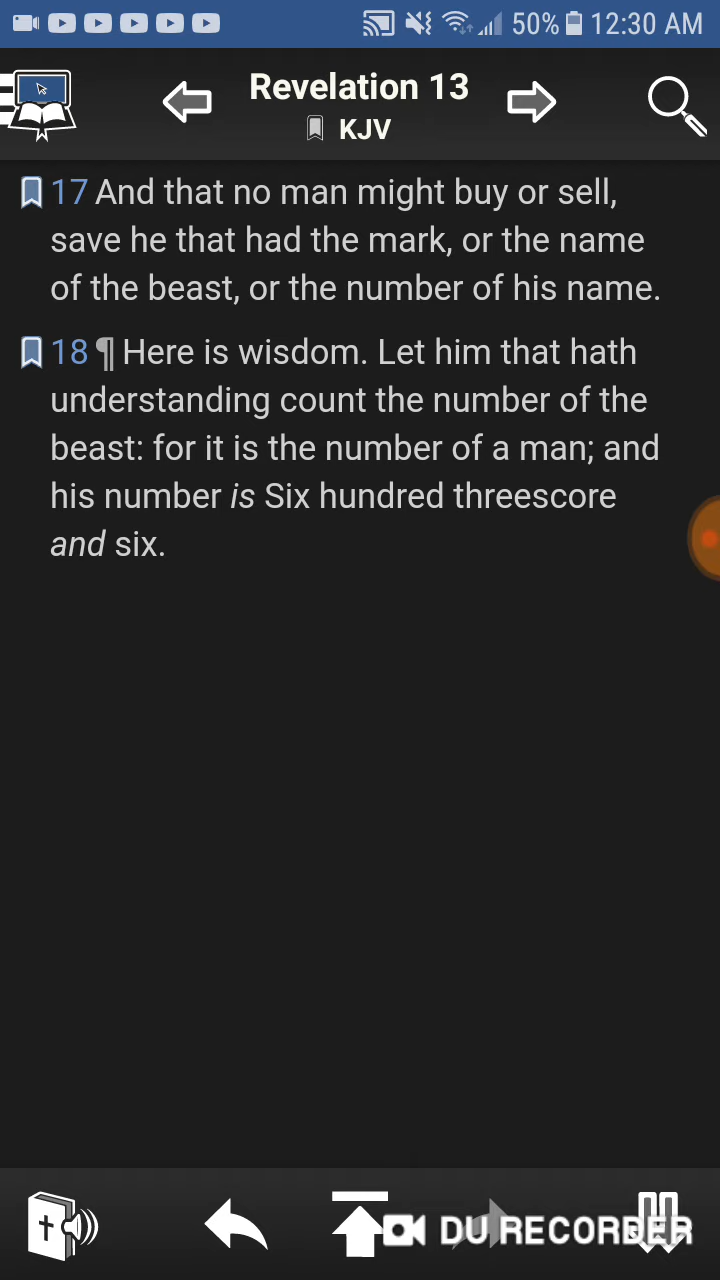 50% 12:30 AM
Revelation 13
KJV
17 And that no man might buy or sell,
save he that had the mark, or the name
of the beast, or the number of his name.
18 ¶ Here is wisdom. Let him that hath
understanding count the number of the
beast: for it is the number of a man; and
his number is Six hundred threescore
and six.
DU RECORDER